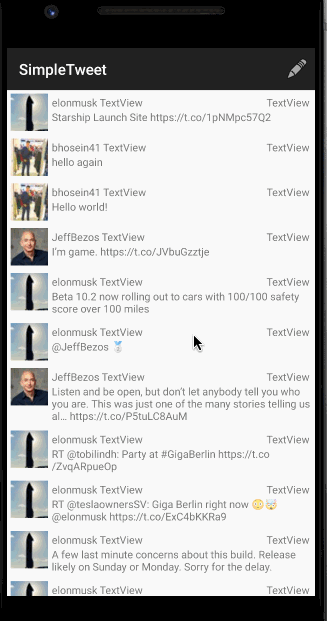 SimpleTweet
elonmusk TextView TextView
Starship Launch Site https://t.co/1pNMpc57Q2
bhosein41 TextView TextView
hello again
bhosein41 TextView TextView
Hello world!
JeffBezos TextView TextView
I'm game. https://t.co/JVbuGzztje
elonmusk TextView TextView
Beta 10.2 now rolling out to cars with 100/100 safety
score over 100 miles
elonmusk TextView TextView
@JeffBezos 🥈
JeffBezos TextView TextView
Listen and be open, but don't let anybody tell you who
you are. This was just one of the many stories telling us
al… https://t.co/P5tuLC8AuM
elonmusk TextView TextView
RT @tobilindh: Party at #GigaBerlin https://t.co
/ZvqARpueOp
elonmusk TextView TextView
RT @teslaownersSV: Giga Berlin right now 😳🤯
@elonmusk https://t.co/ExC4bKKRa9
elonmusk TextView TextView
A few last minute concerns about this build. Release
likely on Sunday or Monday. Sorry for the delay.
elonmusk TextView TextView